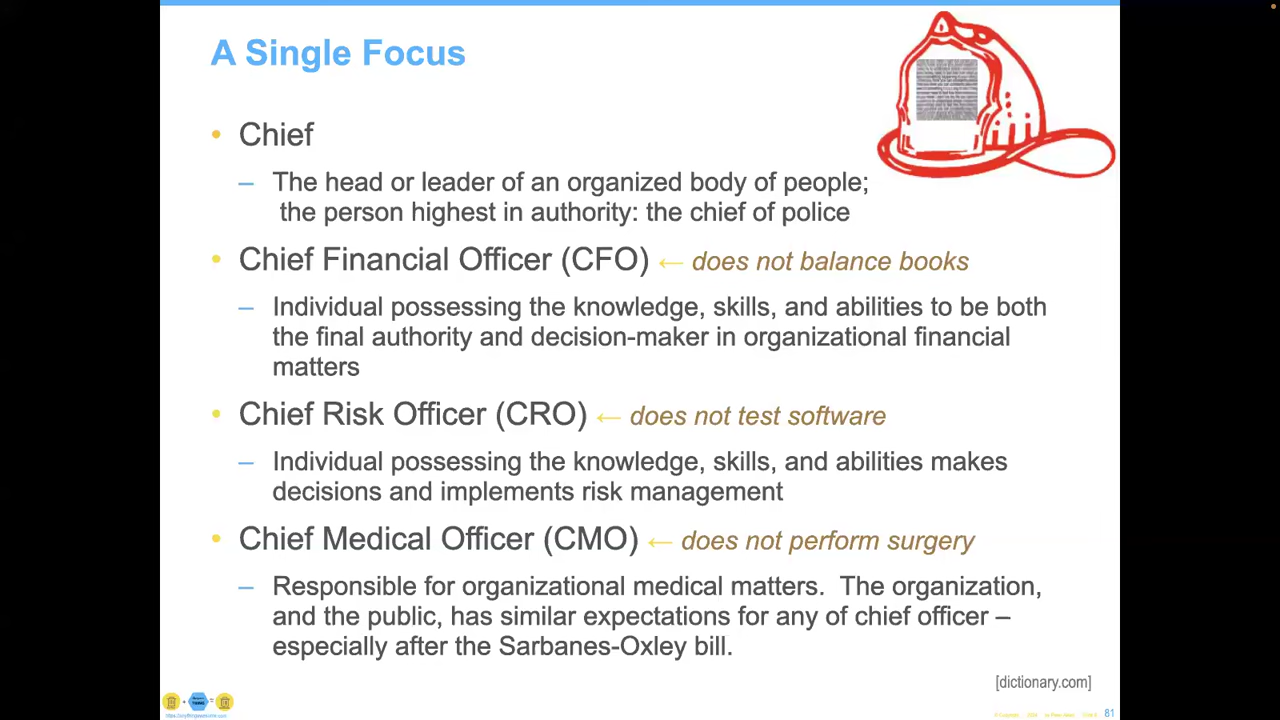 A Single Focus
• Chief
– The head or leader of an organized body of people;
the person highest in authority: the chief of police
• Chief Financial Officer (CFO) ← does not balance books
– Individual possessing the knowledge, skills, and abilities to be both
the final authority and decision-maker in organizational financial
matters
• Chief Risk Officer (CRO) ← does not test software
– Individual possessing the knowledge, skills, and abilities makes
decisions and implements risk management
• Chief Medical Officer (CMO) ← does not perform surgery
– Responsible for organizational medical matters.  The organization,
and the public, has similar expectations for any of chief officer –
especially after the Sarbanes-Oxley bill.
[dictionary.com]
81